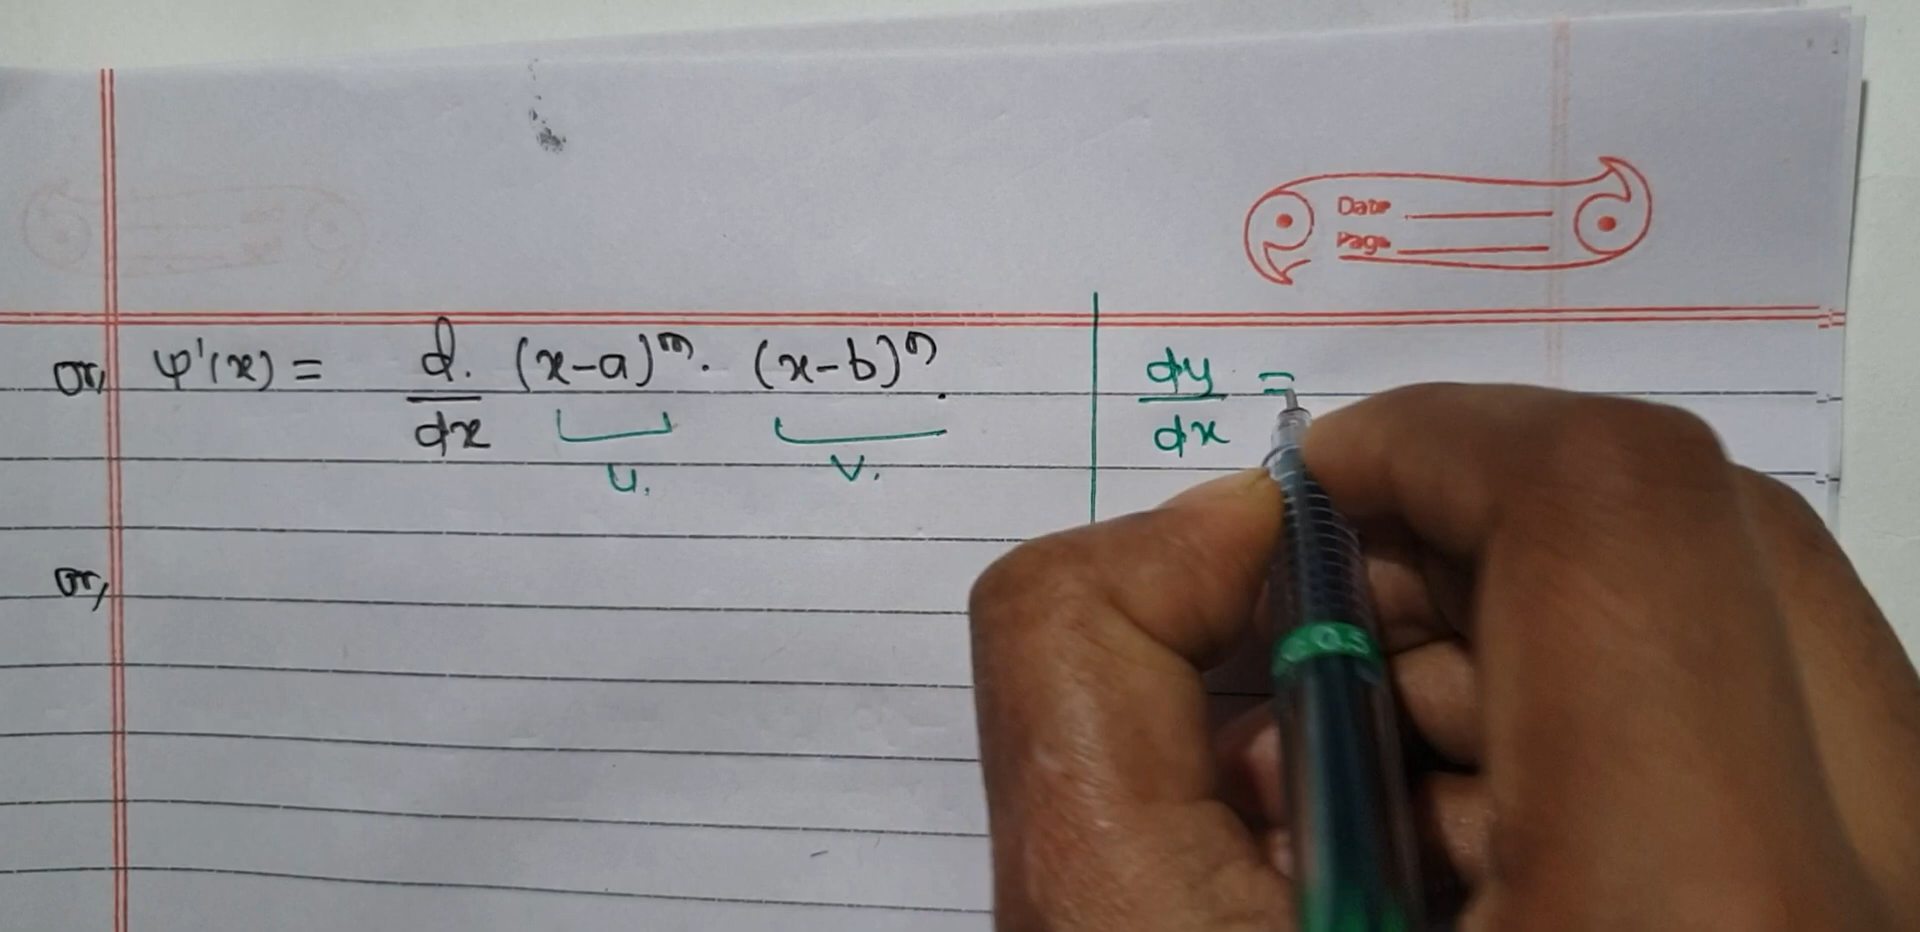 Date
Page
or, φ'(x) = d/dx (x-a)^m. (x-b)^n
u. v.
dy/dx =
or,